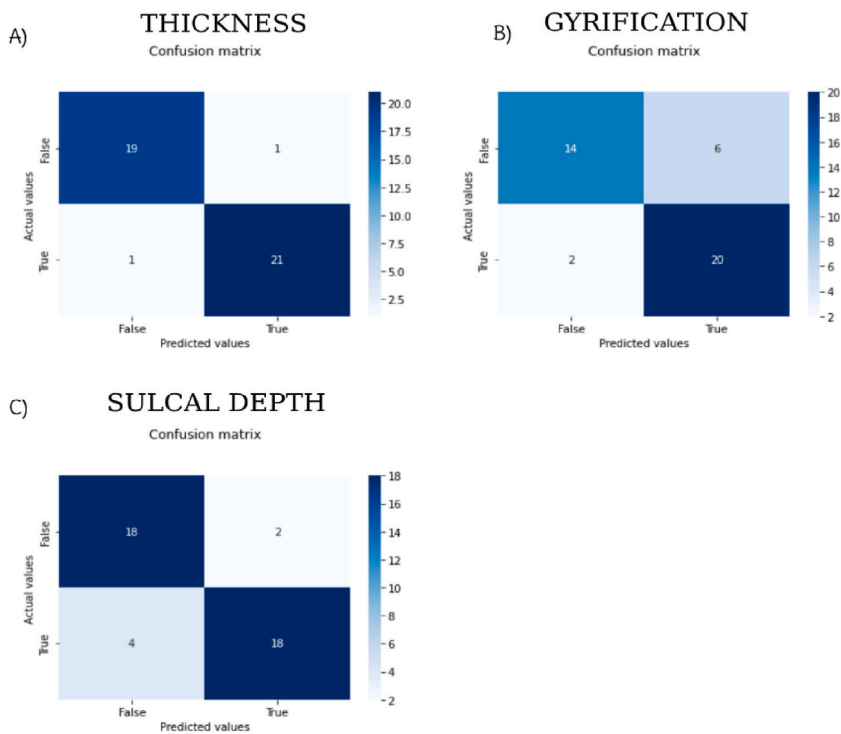 A)
THICKNESS
Confusion matrix
20.0
17.5
15.0
12.5
10.0
7.5
5.0
2.5
False
19
1
Actual values
True
1
21
False
True
Predicted values
B)
GYRIFICATION
Confusion matrix
20
18
16
14
12
10
8
6
4
2
False
14
6
Actual values
True
2
20
False
True
Predicted values
C)
SULCAL DEPTH
Confusion matrix
18
16
14
12
10
8
6
4
2
False
18
2
Actual values
True
4
18
False
True
Predicted values